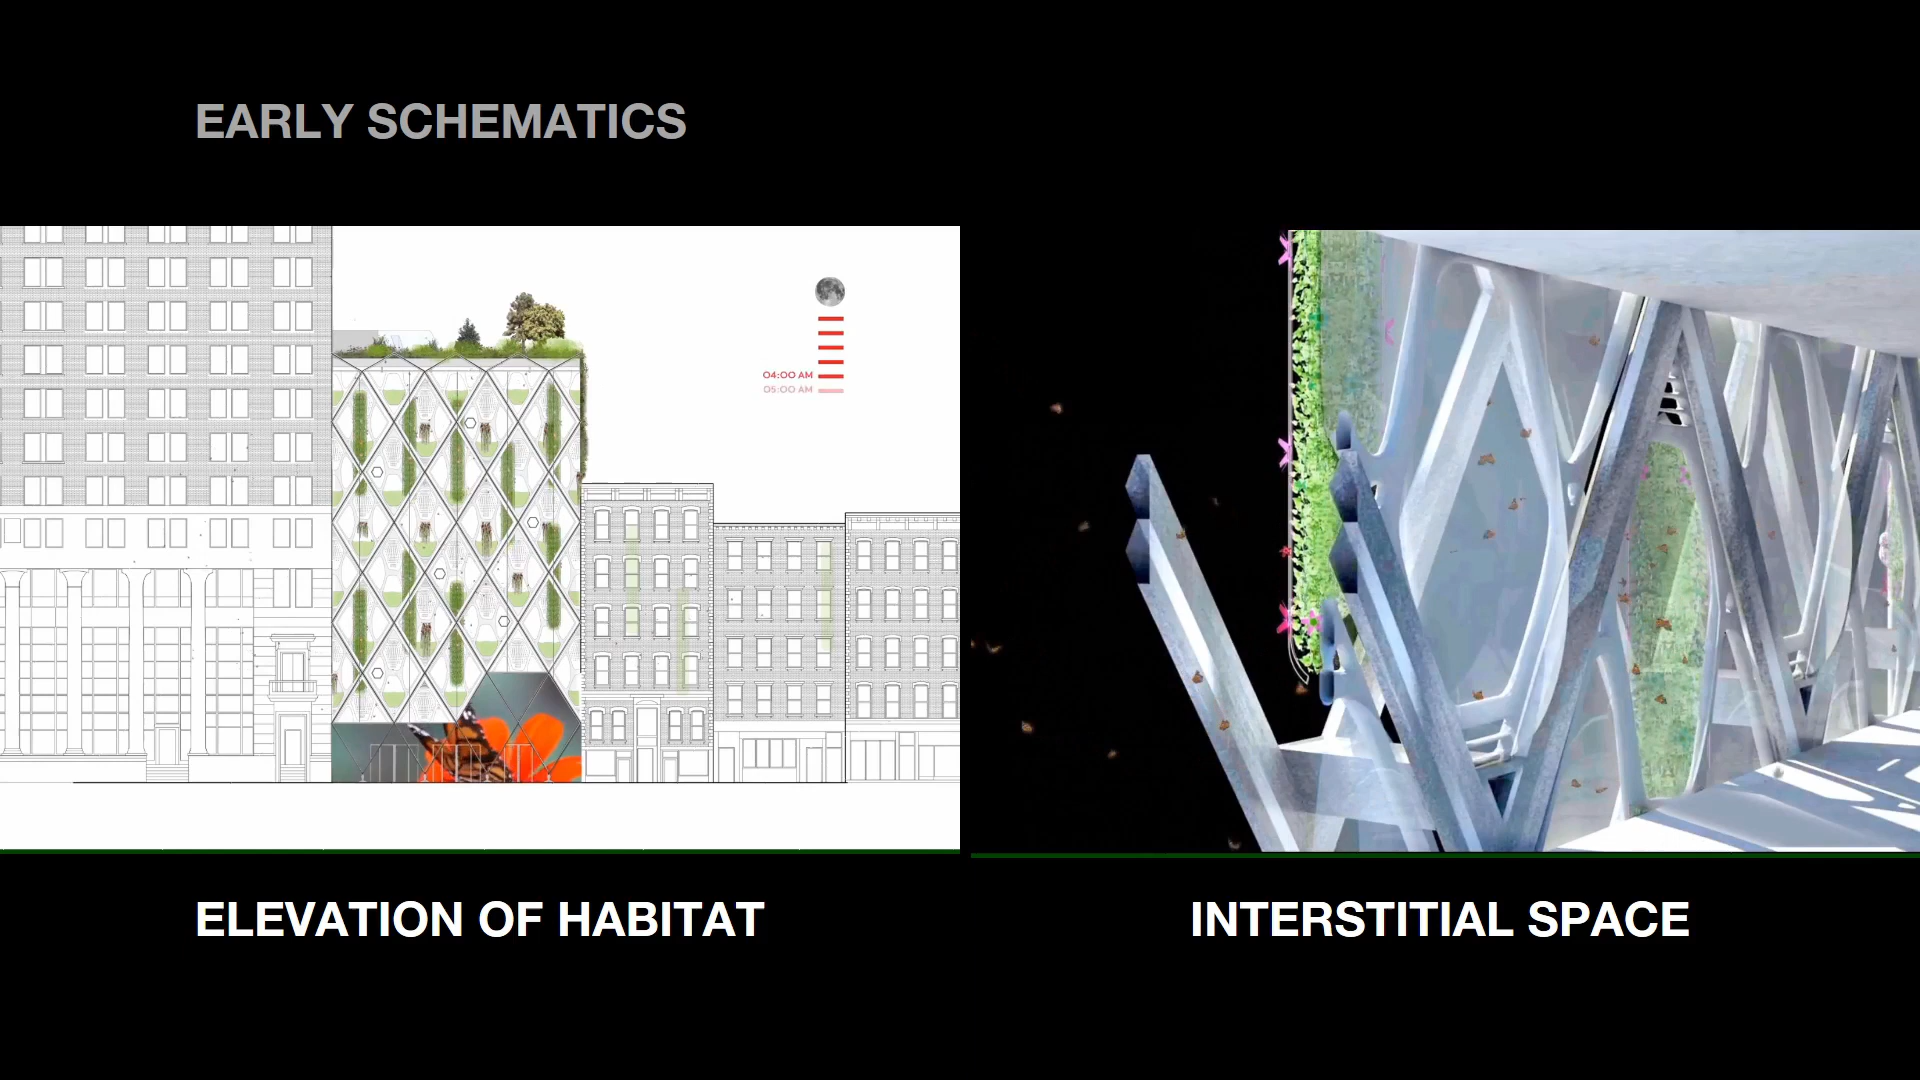 EARLY SCHEMATICS
04:00 AM
05:00 AM
ELEVATION OF HABITAT
INTERSTITIAL SPACE